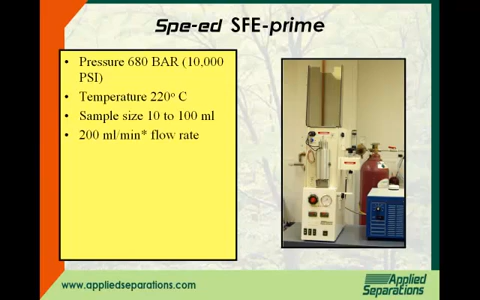 Spe-ed SFE-prime
• Pressure 680 BAR (10,000
PSI)
• Temperature 220º C
• Sample size 10 to 100 ml
• 200 ml/min* flow rate
www.appliedseparations.com
Applied
Separations